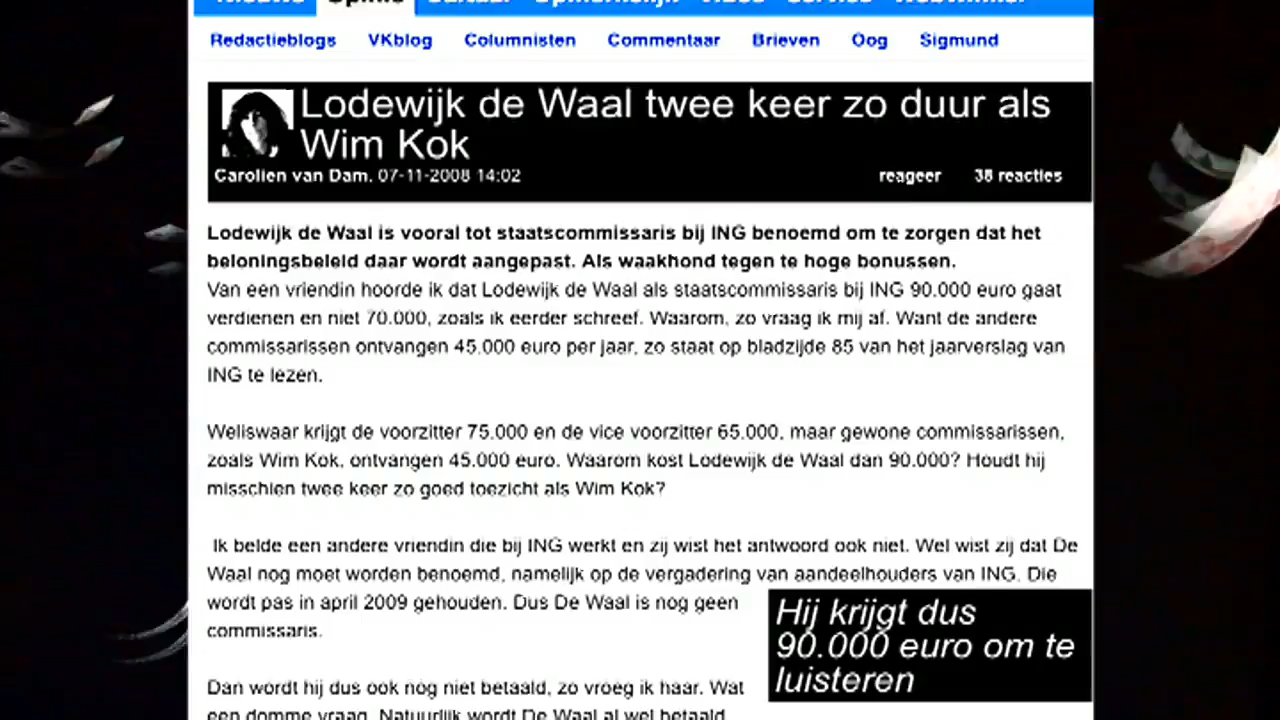 Nieuws Opinie Cultuur Opmerkelijk Video Service Webwinkel
Redactieblogs VKblog Columnisten Commentaar Brieven Oog Sigmund
Lodewijk de Waal twee keer zo duur als
Wim Kok
Carolien van Dam, 07-11-2008 14:02 reageer 38 reacties
Lodewijk de Waal is vooral tot staatscommissaris bij ING benoemd om te zorgen dat het
beloningsbeleid daar wordt aangepast. Als waakhond tegen te hoge bonussen.
Van een vriendin hoorde ik dat Lodewijk de Waal als staatscommissaris bij ING 90.000 euro gaat
verdienen en niet 70.000, zoals ik eerder schreef. Waarom, zo vraag ik mij af. Want de andere
commissarissen ontvangen 45.000 euro per jaar, zo staat op bladzijde 85 van het jaarverslag van
ING te lezen.
Weliswaar krijgt de voorzitter 75.000 en de vice voorzitter 65.000, maar gewone commissarissen,
zoals Wim Kok, ontvangen 45.000 euro. Waarom kost Lodewijk de Waal dan 90.000? Houdt hij
misschien twee keer zo goed toezicht als Wim Kok?
Ik belde een andere vriendin die bij ING werkt en zij wist het antwoord ook niet. Wel wist zij dat De
Waal nog moet worden benoemd, namelijk op de vergadering van aandeelhouders van ING. Die
wordt pas in april 2009 gehouden. Dus De Waal is nog geen
commissaris.
Hij krijgt dus
90.000 euro om te
luisteren
Dan wordt hij dus ook nog niet betaald, zo vroeg ik haar. Wat
een domme vraag. Natuurlijk wordt De Waal al wel betaald